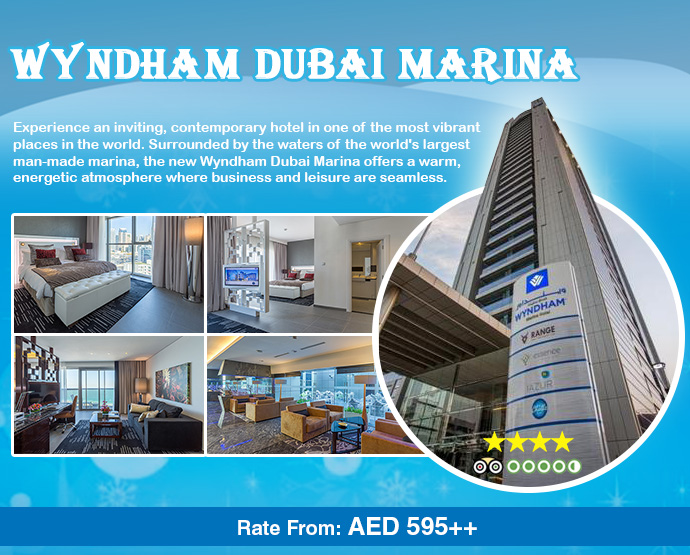 WYNDHAM DUBAI MARINA
Experience an inviting, contemporary hotel in one of the most vibrant
places in the world. Surrounded by the waters of the world's largest
man-made marina, the new Wyndham Dubai Marina offers a warm,
energetic atmosphere where business and leisure are seamless.
WYNDHAM
RANGE
essence
AZUR
Rate From: AED 595++